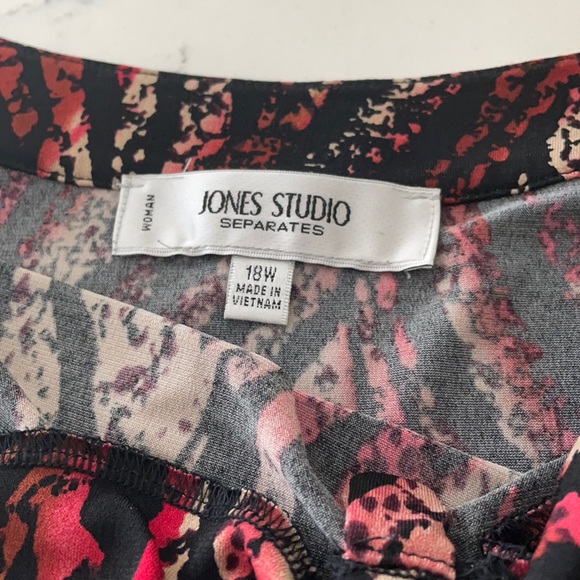 WOMAN
JONES STUDIO
SEPARATES
18W
MADE IN
VIETNAM